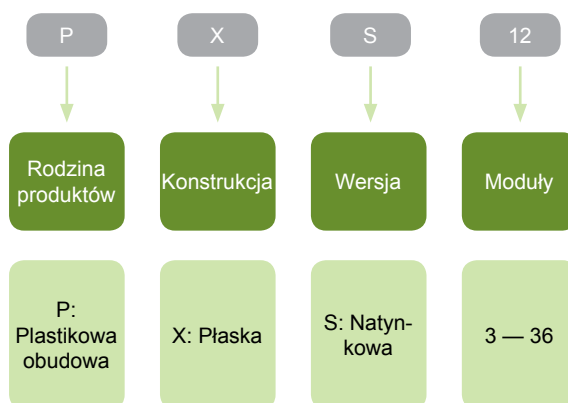 P X S 12
Rodzina produktów
Konstrukcja
Wersja
Moduły
P:
Plastikowa
obudowa
X: Płaska
S: Natyn-
kowa
3 — 36